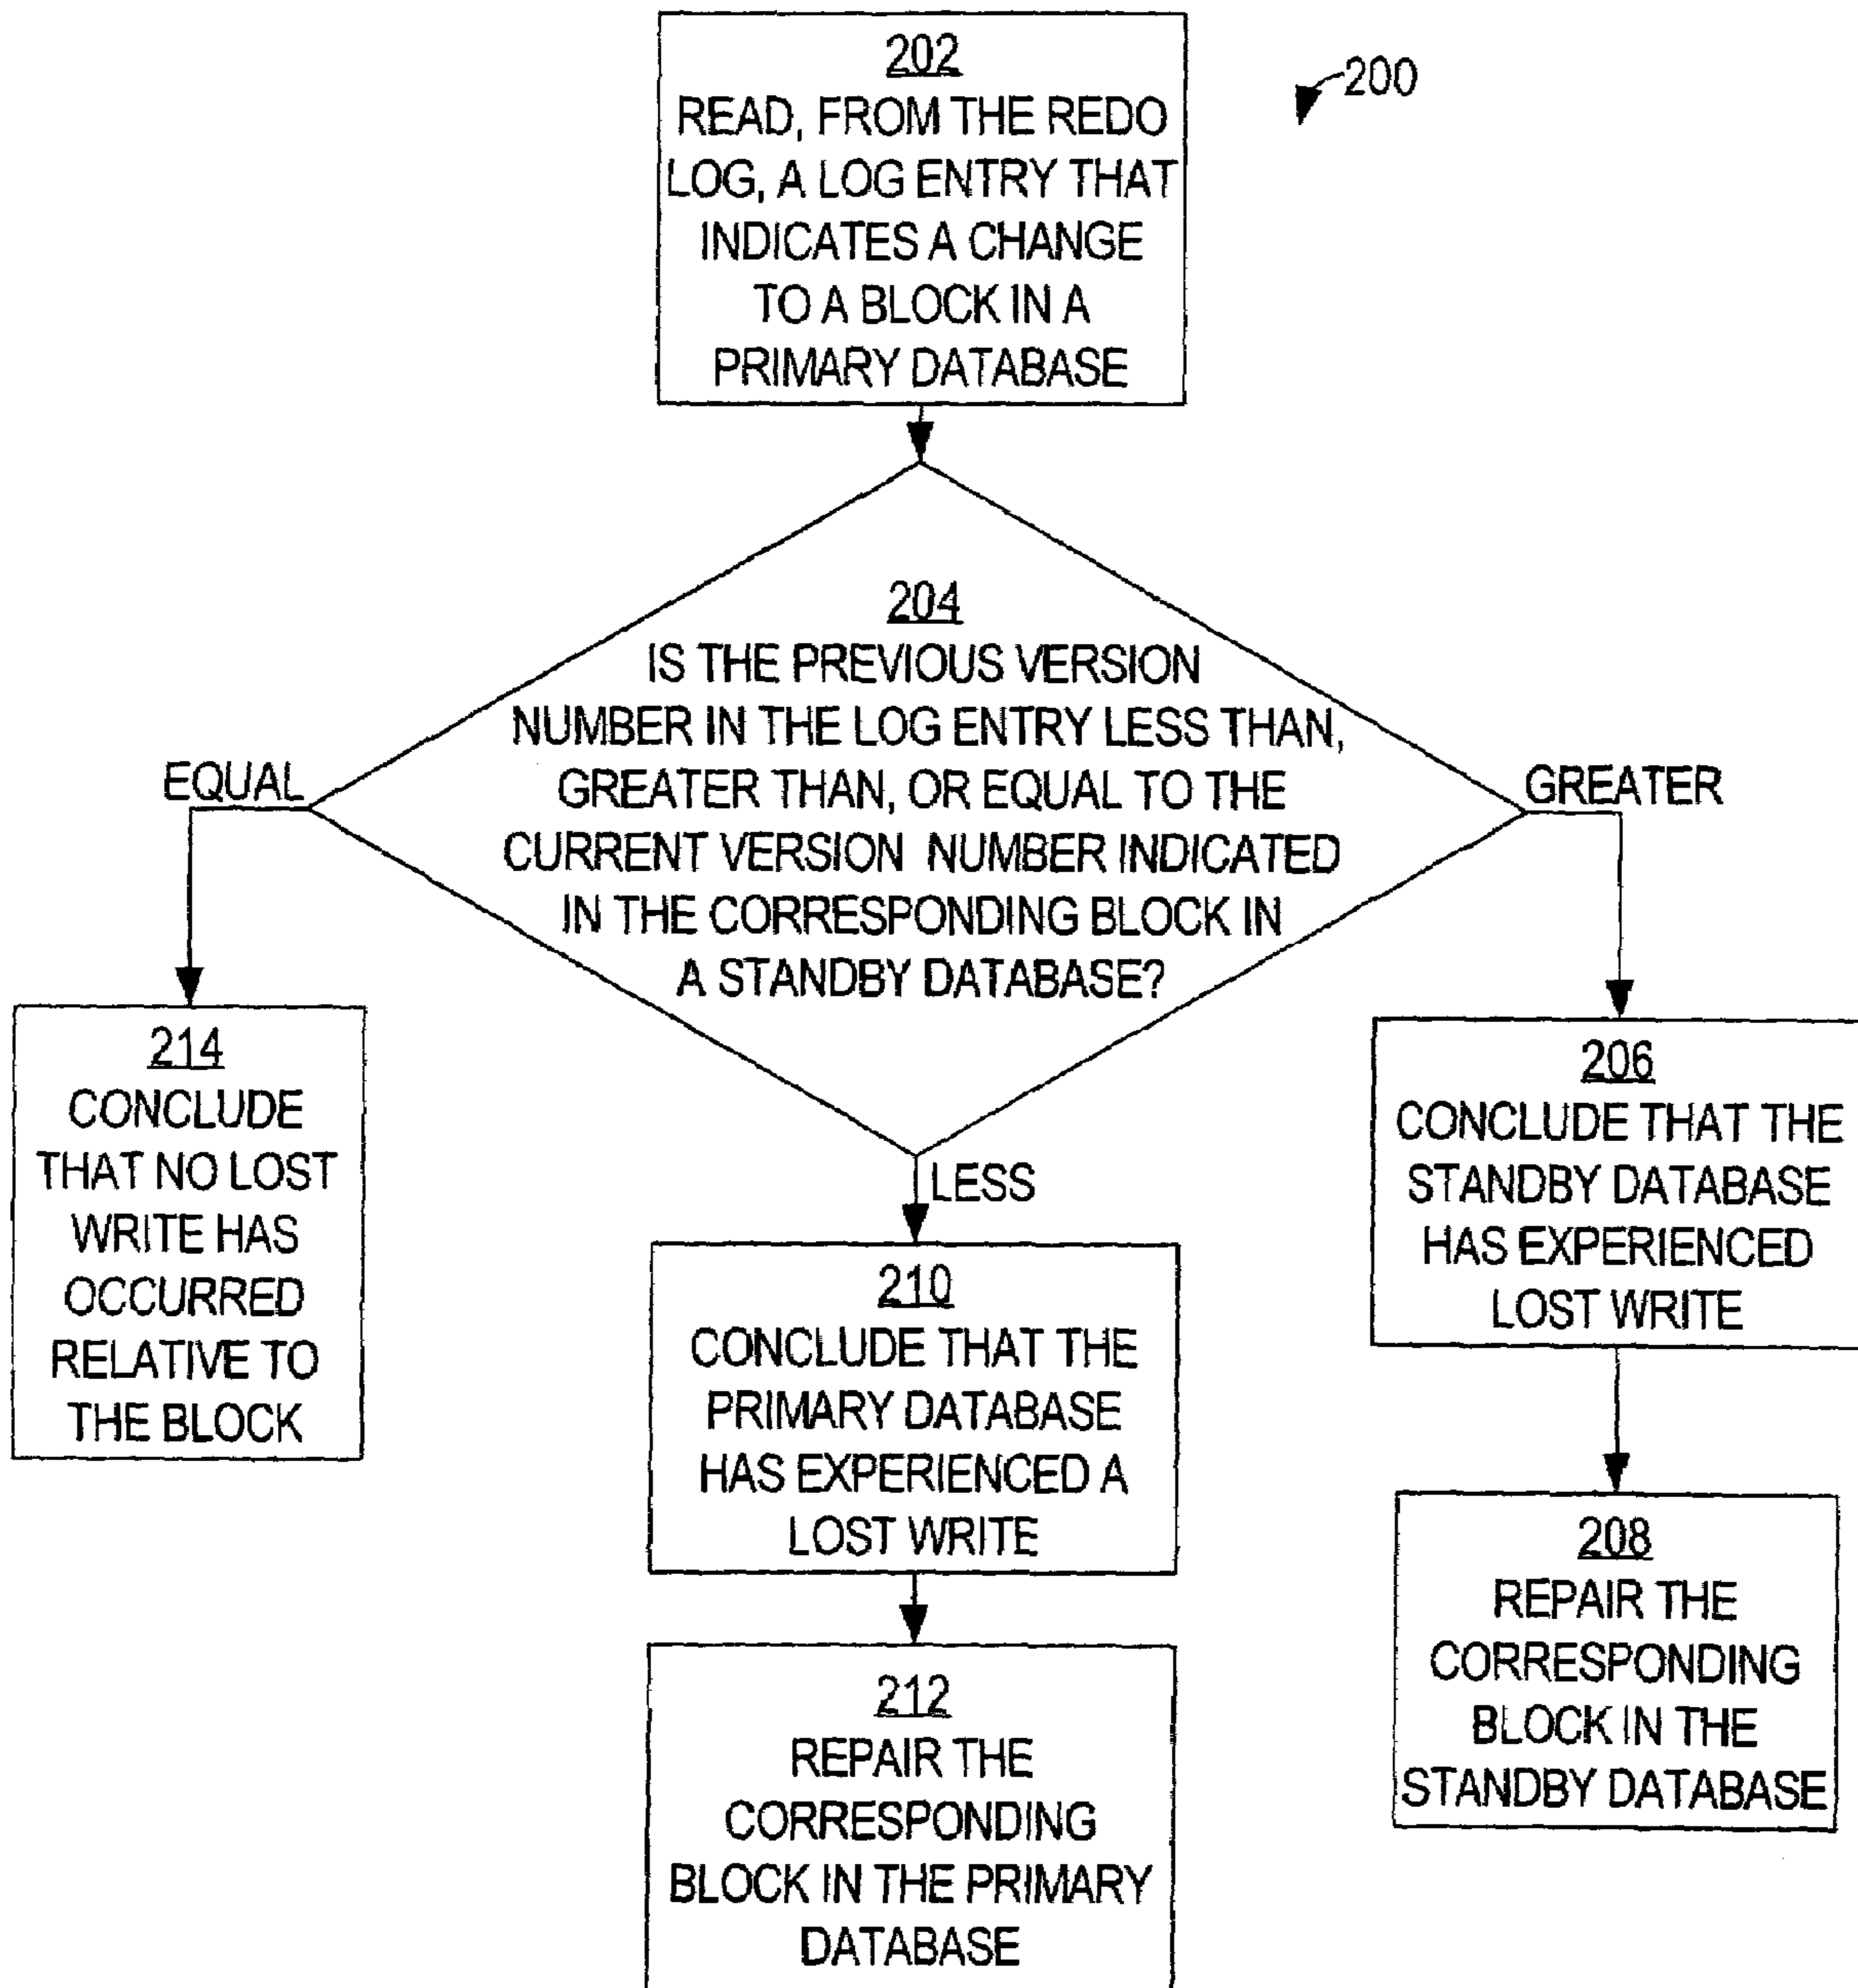 202
READ, FROM THE REDO
LOG, A LOG ENTRY THAT
INDICATES A CHANGE
TO A BLOCK IN A
PRIMARY DATABASE
200
204
IS THE PREVIOUS VERSION
NUMBER IN THE LOG ENTRY LESS THAN,
GREATER THAN, OR EQUAL TO THE
CURRENT VERSION NUMBER INDICATED
IN THE CORRESPONDING BLOCK IN
A STANDBY DATABASE?
EQUAL
GREATER
LESS
214
CONCLUDE
THAT NO LOST
WRITE HAS
OCCURRED
RELATIVE TO
THE BLOCK
210
CONCLUDE THAT THE
PRIMARY DATABASE
HAS EXPERIENCED A
LOST WRITE
206
CONCLUDE THAT THE
STANDBY DATABASE
HAS EXPERIENCED
LOST WRITE
212
REPAIR THE
CORRESPONDING
BLOCK IN THE PRIMARY
DATABASE
208
REPAIR THE
CORRESPONDING
BLOCK IN THE
STANDBY DATABASE